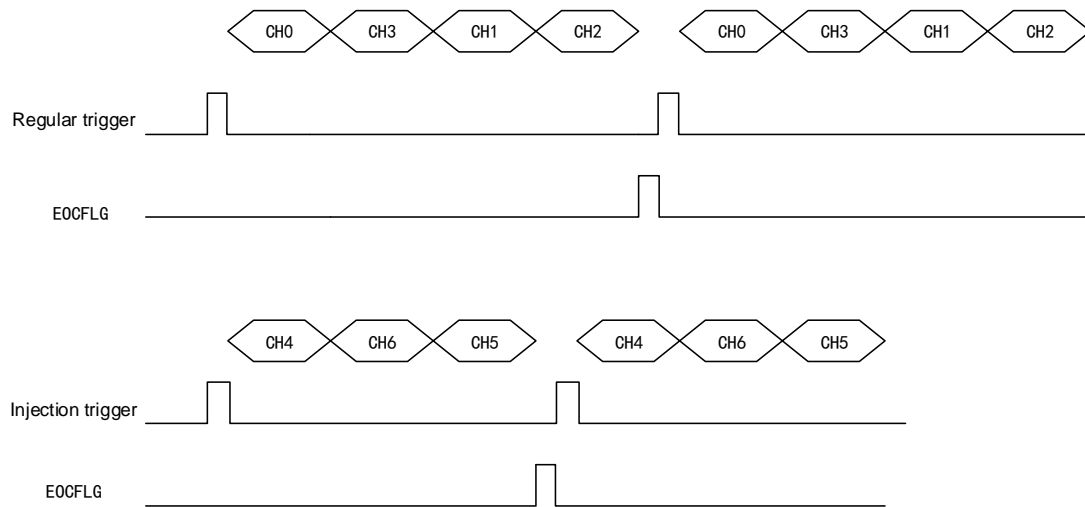 CH0 CH3 CH1 CH2 CH0 CH3 CH1 CH2
Regular trigger
EOCFLG
CH4 CH6 CH5 CH4 CH6 CH5
Injection trigger
EOCFLG